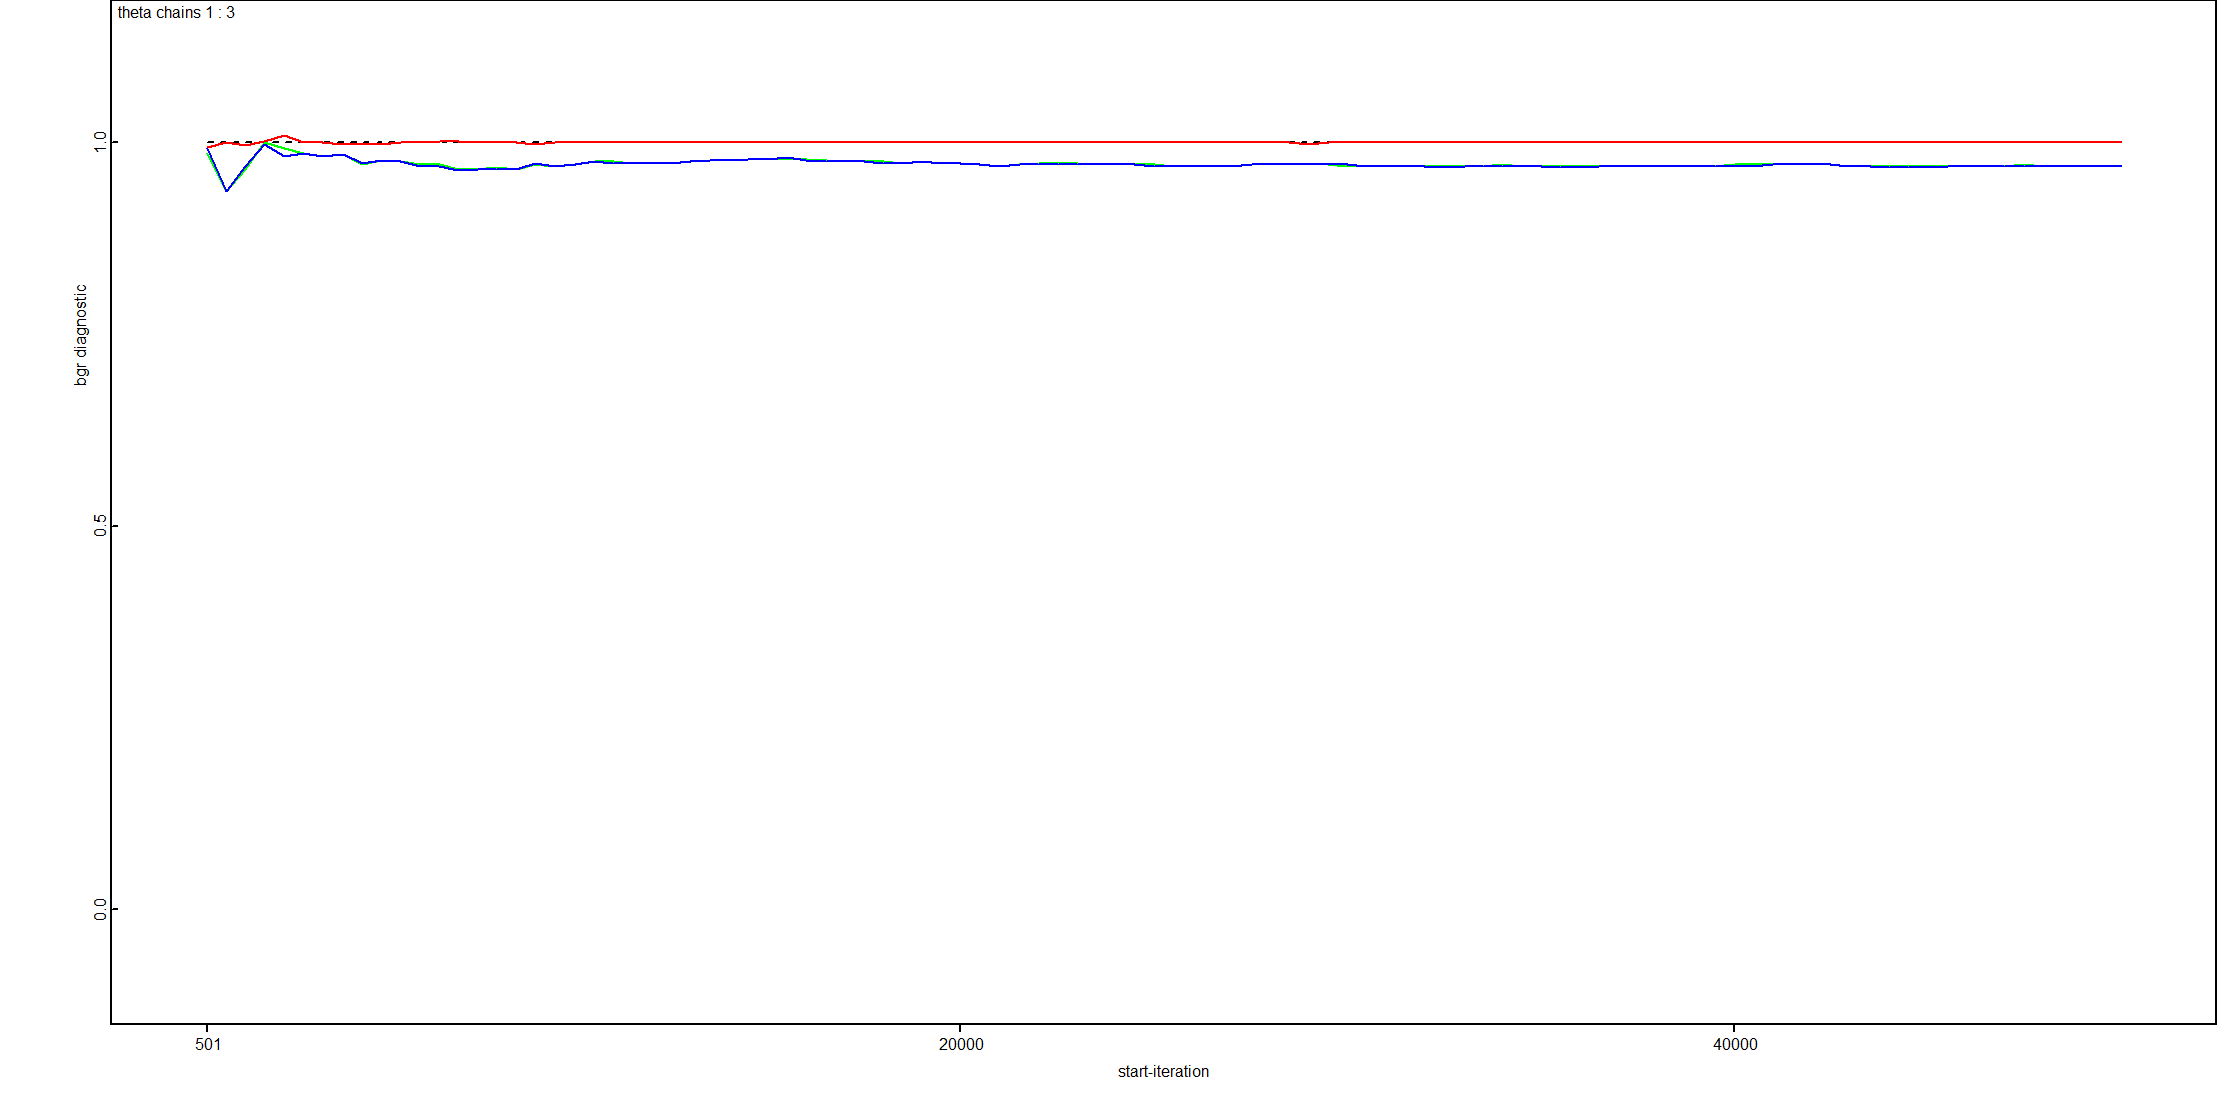 theta chains 1 : 3
1.0
0.5
0.0
bgr diagnostic
501
20000
40000
start-iteration